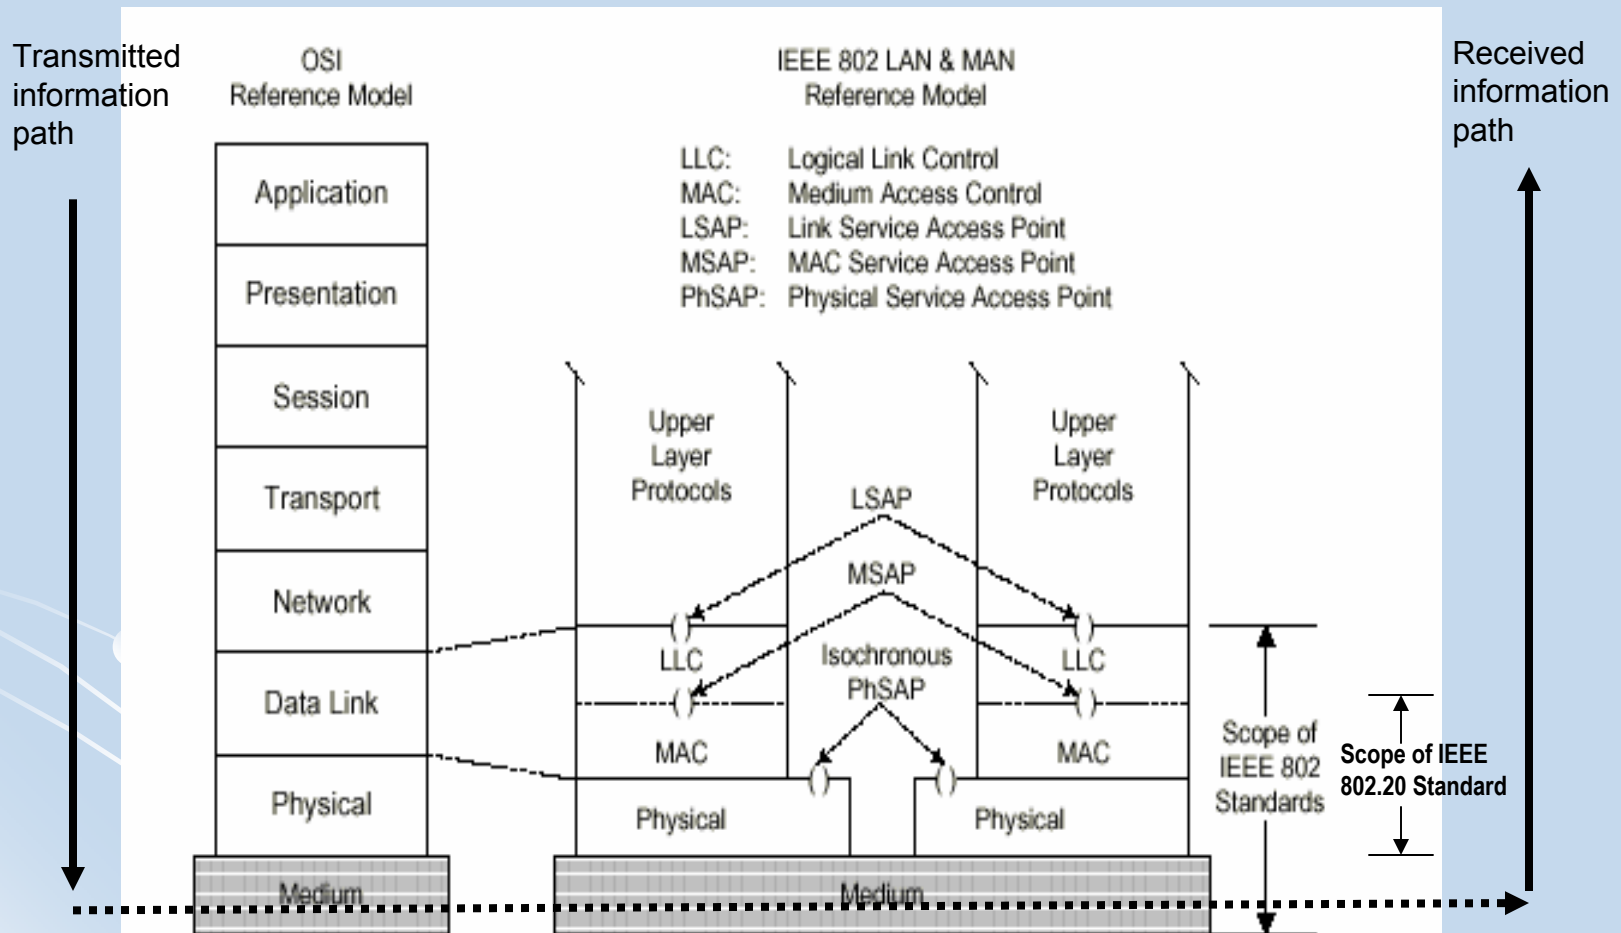 Transmitted
information
path
OSI
Reference Model
Application
Presentation
Session
Transport
Network
Data Link
Physical
Medium
IEEE 802 LAN & MAN
Reference Model
LLC: Logical Link Control
MAC: Medium Access Control
LSAP: Link Service Access Point
MSAP: MAC Service Access Point
PhSAP: Physical Service Access Point
Upper
Layer
Protocols
LLC
MAC
Physical
LSAP
MSAP
Isochronous
PhSAP
Upper
Layer
Protocols
LLC
MAC
Physical
Medium
Scope of
IEEE 802
Standards
Scope of IEEE
802.20 Standard
Received
information
path